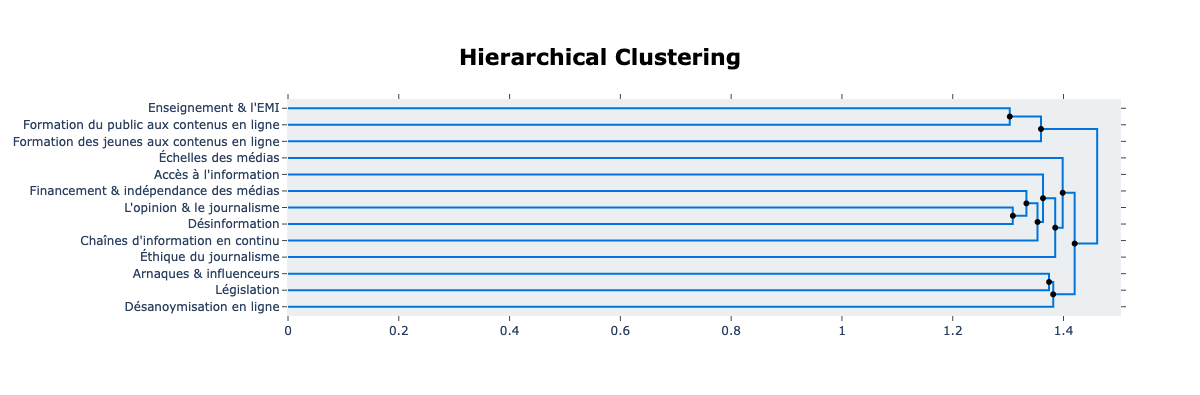 Hierarchical Clustering
Enseignement & l'EMI
Formation du public aux contenus en ligne
Formation des jeunes aux contenus en ligne
Échelles des médias
Accès à l'information
Financement & indépendance des médias
L'opinion & le journalisme
Désinformation
Chaînes d'information en continu
Éthique du journalisme
Arnaques & influenceurs
Législation
Désanoymisation en ligne
0 0.2 0.4 0.6 0.8 1 1.2 1.4